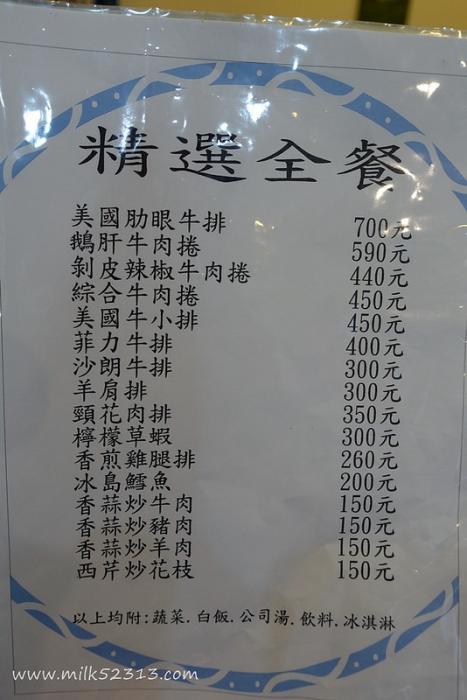 精選全餐
美國肋眼牛排 700元
鵝肝牛肉捲 590元
剝皮辣椒牛肉捲 440元
綜合牛肉捲 450元
美國牛小排 450元
菲力牛排 400元
沙朗牛排 300元
羊肩排 300元
頸花肉排 350元
檸檬草蝦 300元
香煎雞腿排 260元
冰島鱈魚 200元
香蒜炒牛肉 150元
香蒜炒豬肉 150元
香蒜炒羊肉 150元
西芹炒花枝 150元
以上均附:蔬菜.白飯.公司湯.飲料.冰淇淋
www.milk52313.com